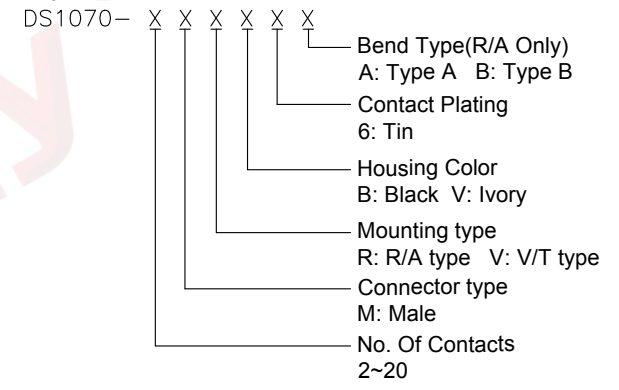 DS1070- X X X X X X
Bend Type(R/A Only)
A: Type A B: Type B
Contact Plating
6: Tin
Housing Color
B: Black V: Ivory
Mounting type
R: R/A type V: V/T type
Connector type
M: Male
No. Of Contacts
2~20